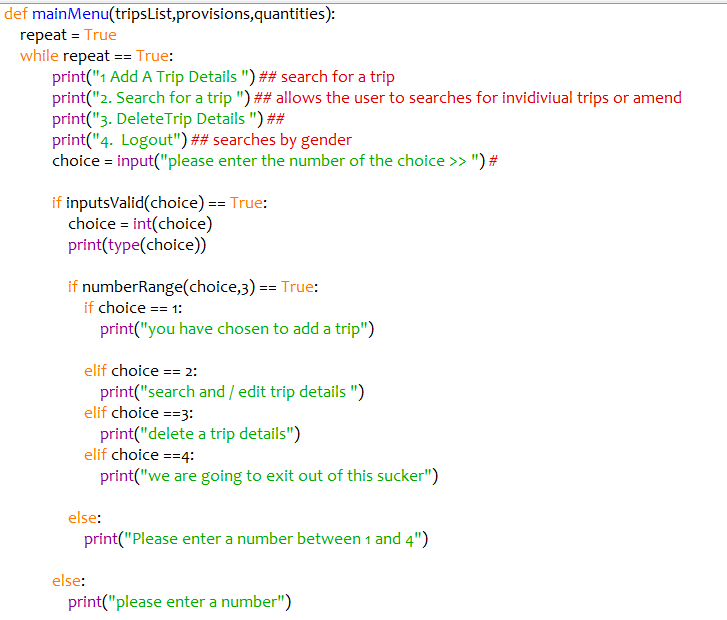 def mainMenu(tripsList,provisions,quantities):
repeat = True
while repeat == True:
print("1 Add A Trip Details ") ## search for a trip
print("2. Search for a trip ") ## allows the user to searches for invidiviual trips or amend
print("3. DeleteTrip Details ") ##
print("4.  Logout") ## searches by gender
choice = input("please enter the number of the choice >> ") #
if inputsValid(choice) == True:
choice = int(choice)
print(type(choice))
if numberRange(choice,3) == True:
if choice == 1:
print("you have chosen to add a trip")
elif choice == 2:
print("search and / edit trip details ")
elif choice ==3:
print("delete a trip details")
elif choice ==4:
print("we are going to exit out of this sucker")
else:
print("Please enter a number between 1 and 4")
else:
print("please enter a number")